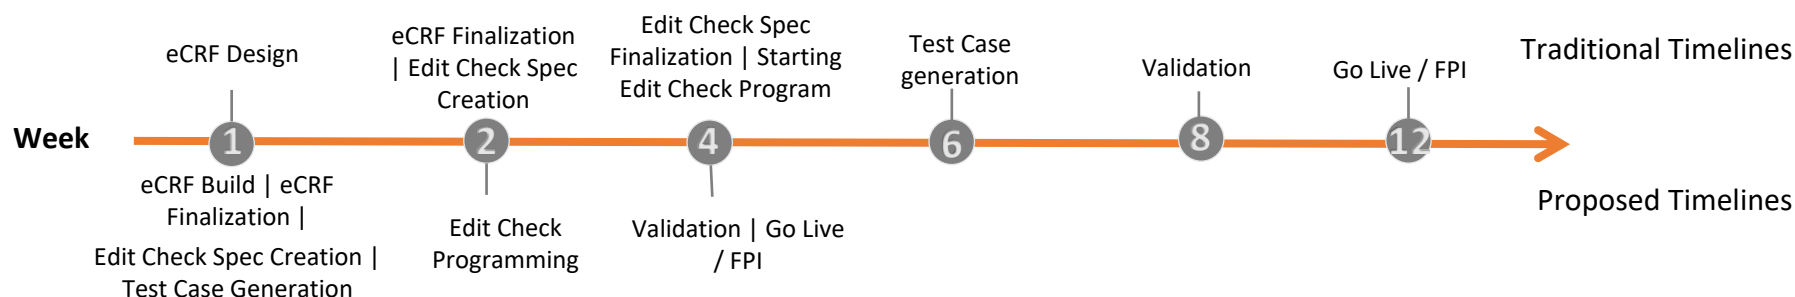 eCRF Design
eCRF Finalization
| Edit Check Spec
Creation
Edit Check Spec
Finalization | Starting
Edit Check Program
Test Case
generation
Validation
Go Live / FPI
Traditional Timelines
Week
1
2
4
6
8
12
eCRF Build | eCRF
Finalization |
Edit Check Spec Creation |
Test Case Generation
Edit Check
Programming
Validation | Go Live
/ FPI
Proposed Timelines